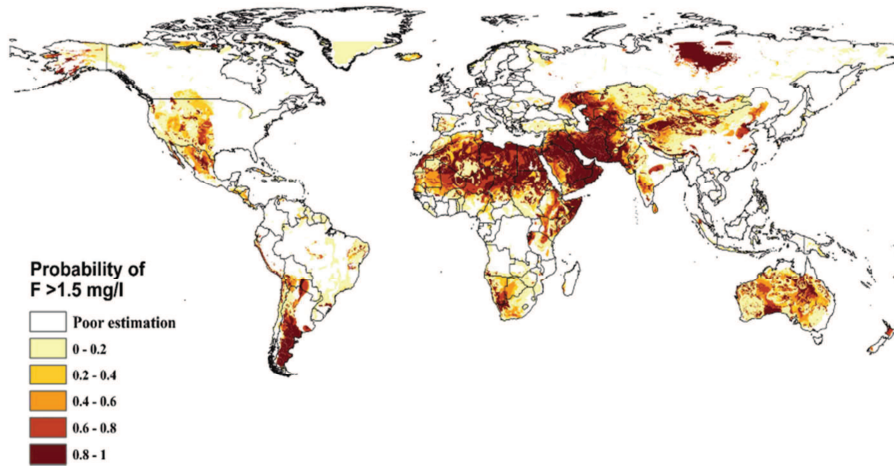 Probability of
F >1.5 mg/l
Poor estimation
0 - 0.2
0.2 - 0.4
0.4 - 0.6
0.6 - 0.8
0.8 - 1